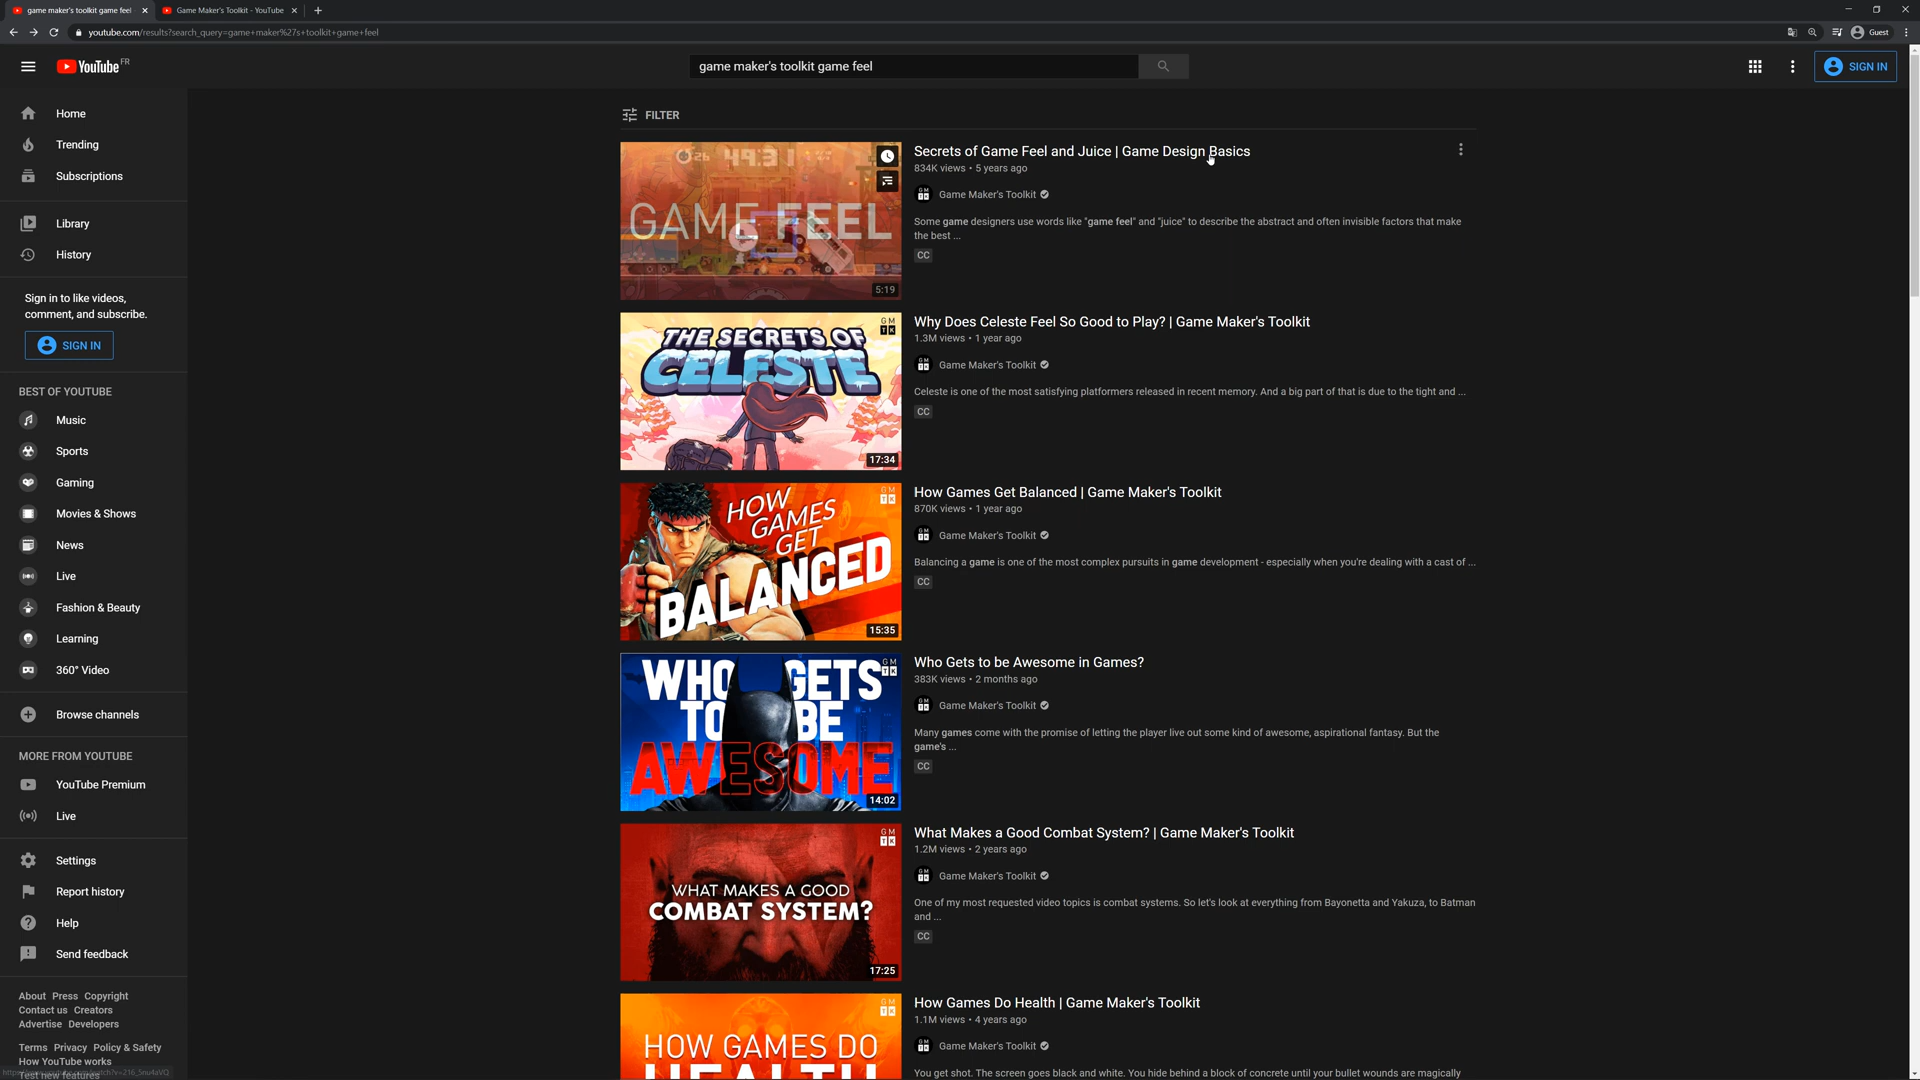 game maker's toolkit game feel
Game Maker's Toolkit - YouTube
youtube.com/results?search_query=game+maker%27s+toolkit+game+feel
Guest
YouTube FR
game maker's toolkit game feel
SIGN IN
Home
Trending
Subscriptions
Library
History
Sign in to like videos,
comment, and subscribe.
SIGN IN
BEST OF YOUTUBE
Music
Sports
Gaming
Movies & Shows
News
Live
Fashion & Beauty
Learning
360° Video
Browse channels
MORE FROM YOUTUBE
YouTube Premium
Live
Settings
Report history
Help
Send feedback
About Press Copyright
Contact us Creators
Advertise Developers
Terms Privacy Policy & Safety
How YouTube works
Test new features
FILTER
GAME FEEL
5:19
Secrets of Game Feel and Juice | Game Design Basics
834K views • 5 years ago
Game Maker's Toolkit
Some game designers use words like "game feel" and "juice" to describe the abstract and often invisible factors that make
the best ...
CC
THE SECRETS OF
CELESTE
GM
TK
17:34
Why Does Celeste Feel So Good to Play? | Game Maker's Toolkit
1.3M views • 1 year ago
Game Maker's Toolkit
Celeste is one of the most satisfying platformers released in recent memory. And a big part of that is due to the tight and ...
CC
HOW
GAMES
GET
BALANCED
GM
TK
15:35
How Games Get Balanced | Game Maker's Toolkit
870K views • 1 year ago
Game Maker's Toolkit
Balancing a game is one of the most complex pursuits in game development - especially when you're dealing with a cast of ...
CC
WHO GETS
TO BE
AWESOME
GM
TK
14:02
Who Gets to be Awesome in Games?
383K views • 2 months ago
Game Maker's Toolkit
Many games come with the promise of letting the player live out some kind of awesome, aspirational fantasy. But the
game's ...
CC
WHAT MAKES A GOOD
COMBAT SYSTEM?
GM
TK
17:25
What Makes a Good Combat System? | Game Maker's Toolkit
1.2M views • 2 years ago
Game Maker's Toolkit
One of my most requested video topics is combat systems. So let's look at everything from Bayonetta and Yakuza, to Batman
and ...
CC
HOW GAMES DO
HEALTH
GM
TK
How Games Do Health | Game Maker's Toolkit
1.1M views • 4 years ago
Game Maker's Toolkit
You get shot. The screen goes black and white. You hide behind a block of concrete until your bullet wounds are magically